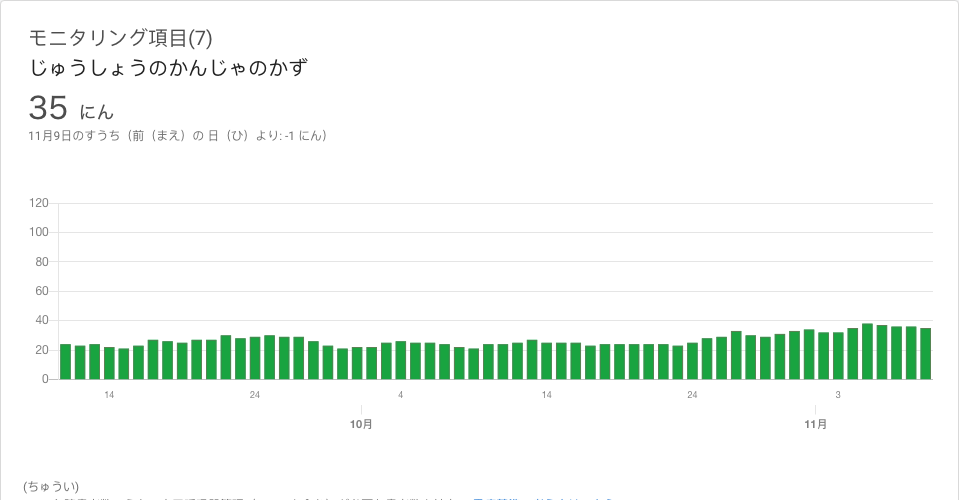 モニタリング項目(7)
じゅうしょうのかんじゃのかず
35 にん
11月9日のすうち（前（まえ）の 日（ひ）より: -1 にん）
120
100
80
60
40
20
0
14 24 4 14 24 3
10月 11月
(ちゅうい)